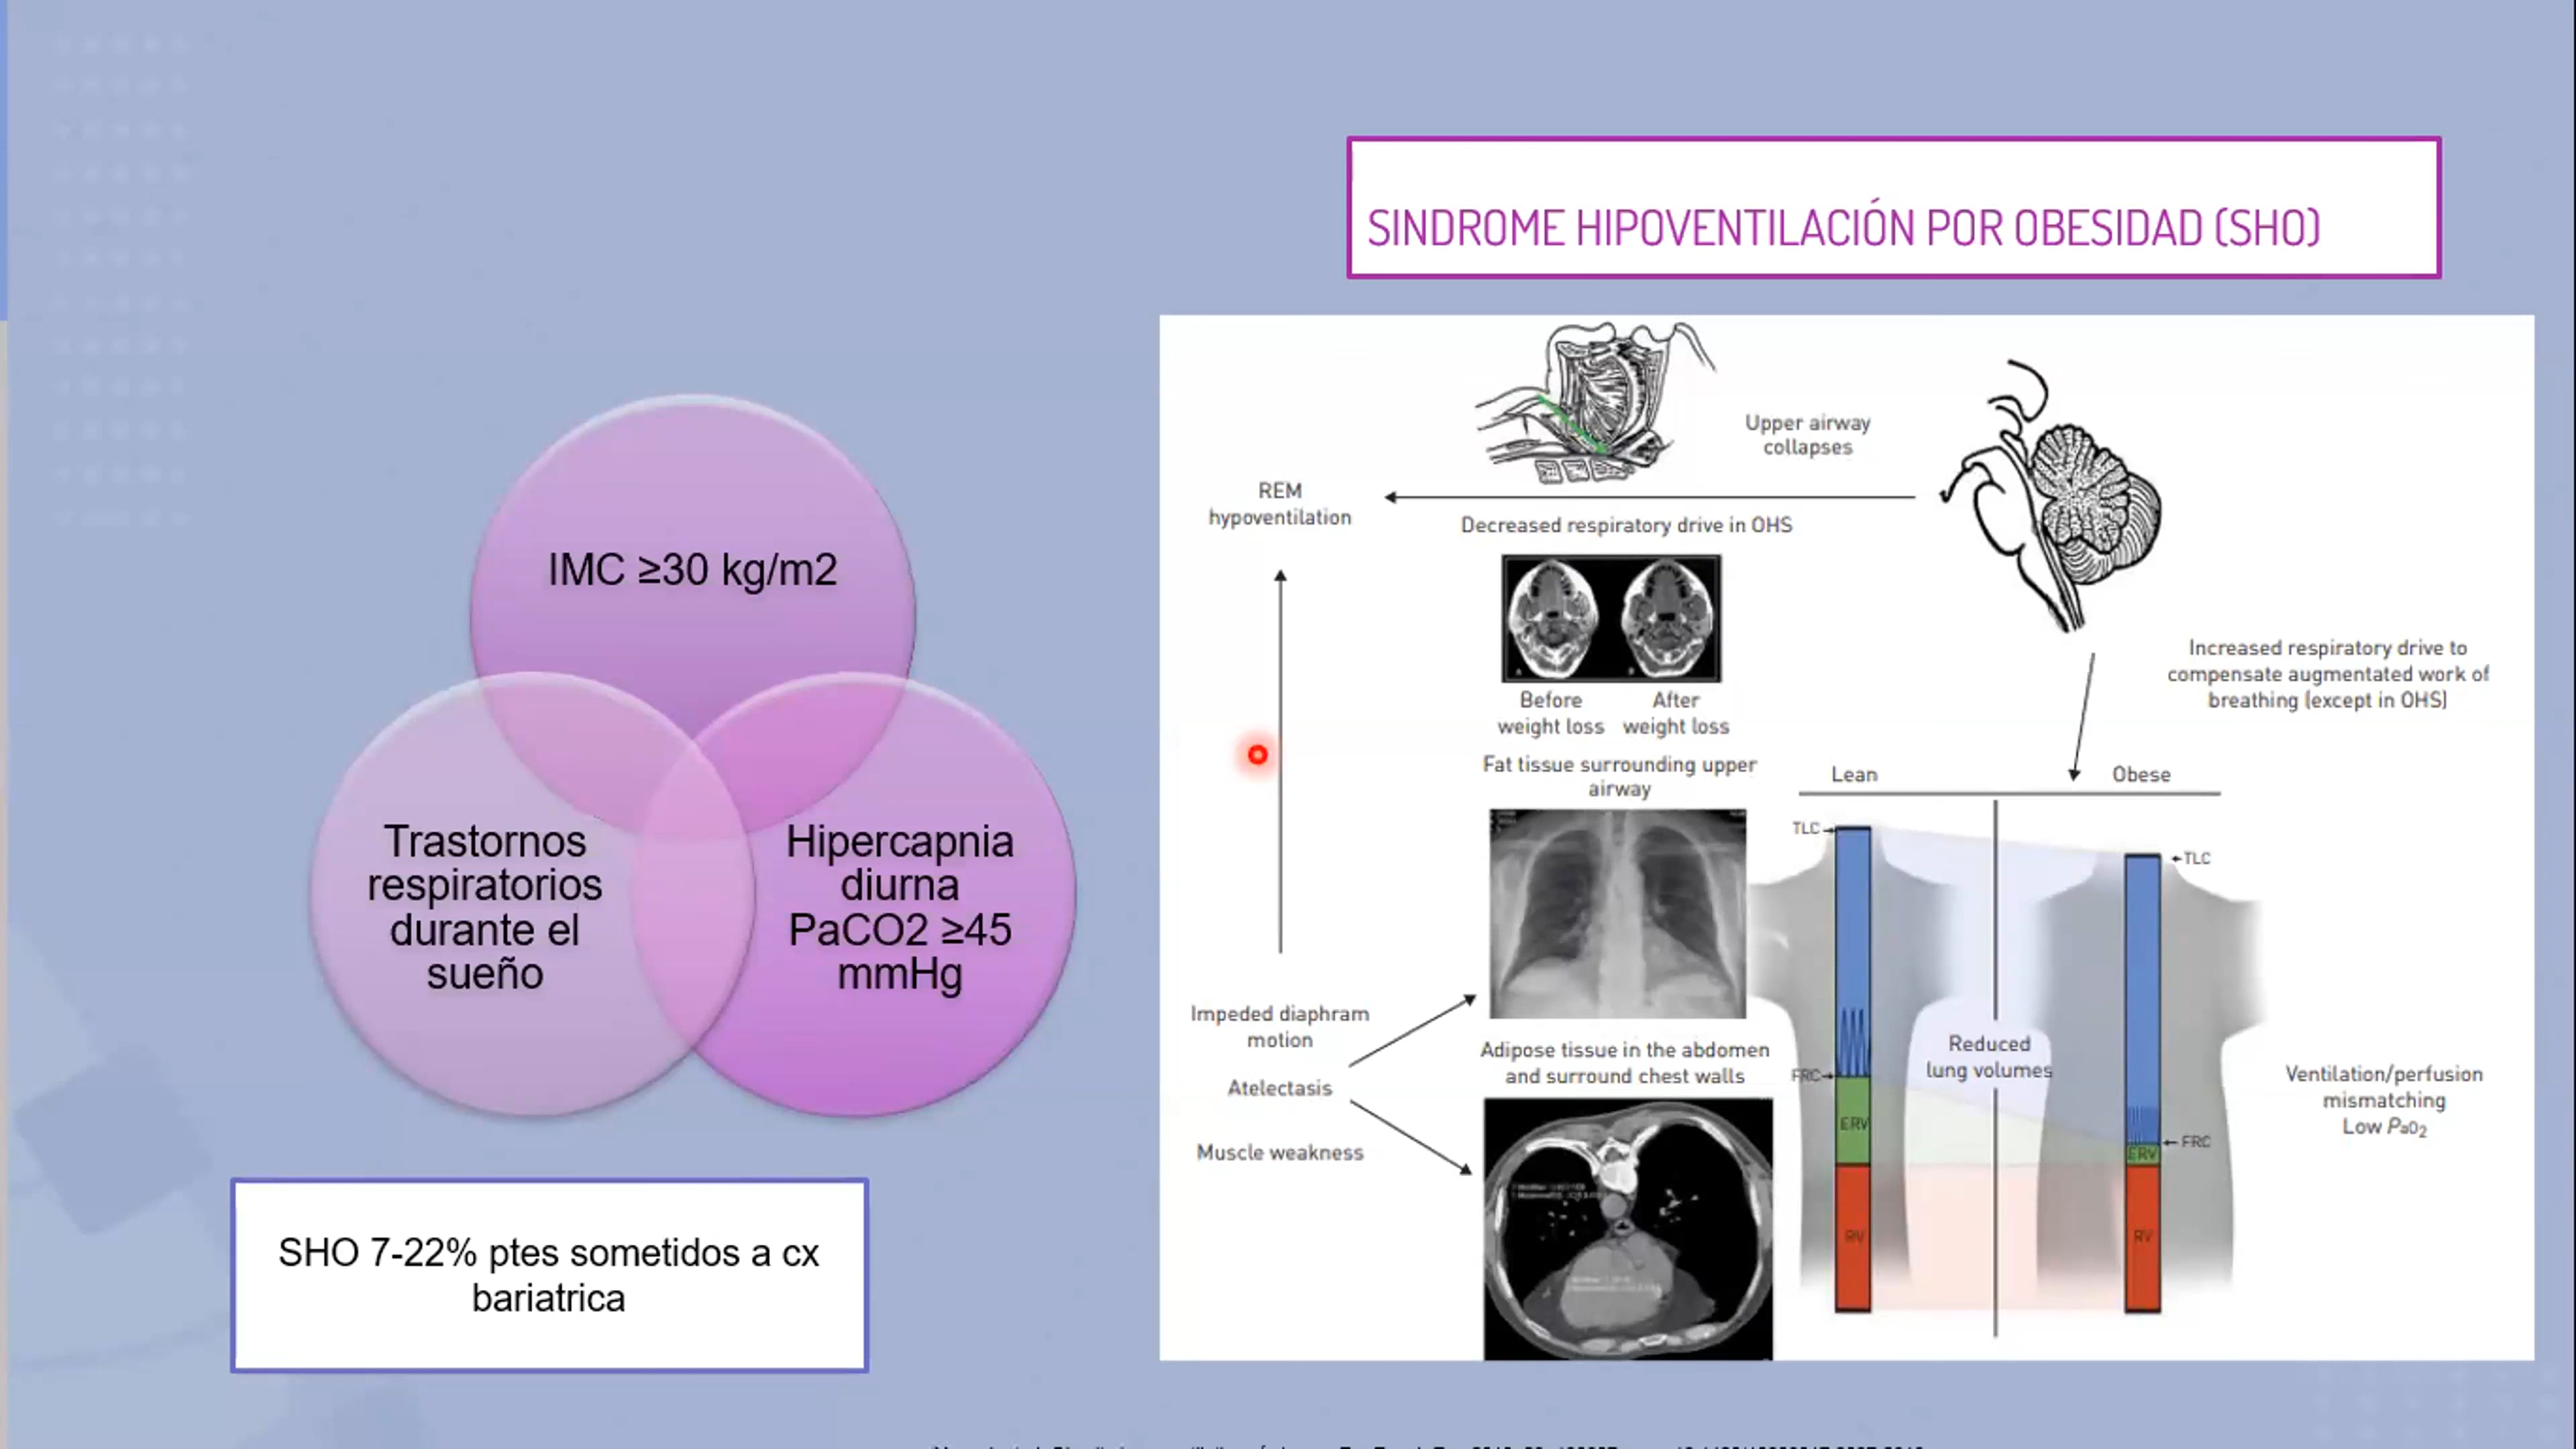 SINDROME HIPOVENTILACIÓN POR OBESIDAD (SHO)
IMC ≥30 kg/m2
Trastornos
respiratorios
durante el
sueño
Hipercapnia
diurna
PaCO2 ≥45
mmHg
SHO 7-22% ptes sometidos a cx
bariatrica
Upper airway
collapses
REM
hypoventilation
Decreased respiratory drive in OHS
A
B
Before
weight loss
After
weight loss
Fat tissue surrounding upper
airway
Increased respiratory drive to
compensate augmentated work of
breathing (except in OHS)
Lean
Obese
TLC
TLC
Impeded diaphram
motion
Atelectasis
Muscle weakness
Adipose tissue in the abdomen
and surround chest walls
Reduced
lung volumes
FRC
FRC
ERV
ERV
RV
RV
Ventilation/perfusion
mismatching
Low PaO2